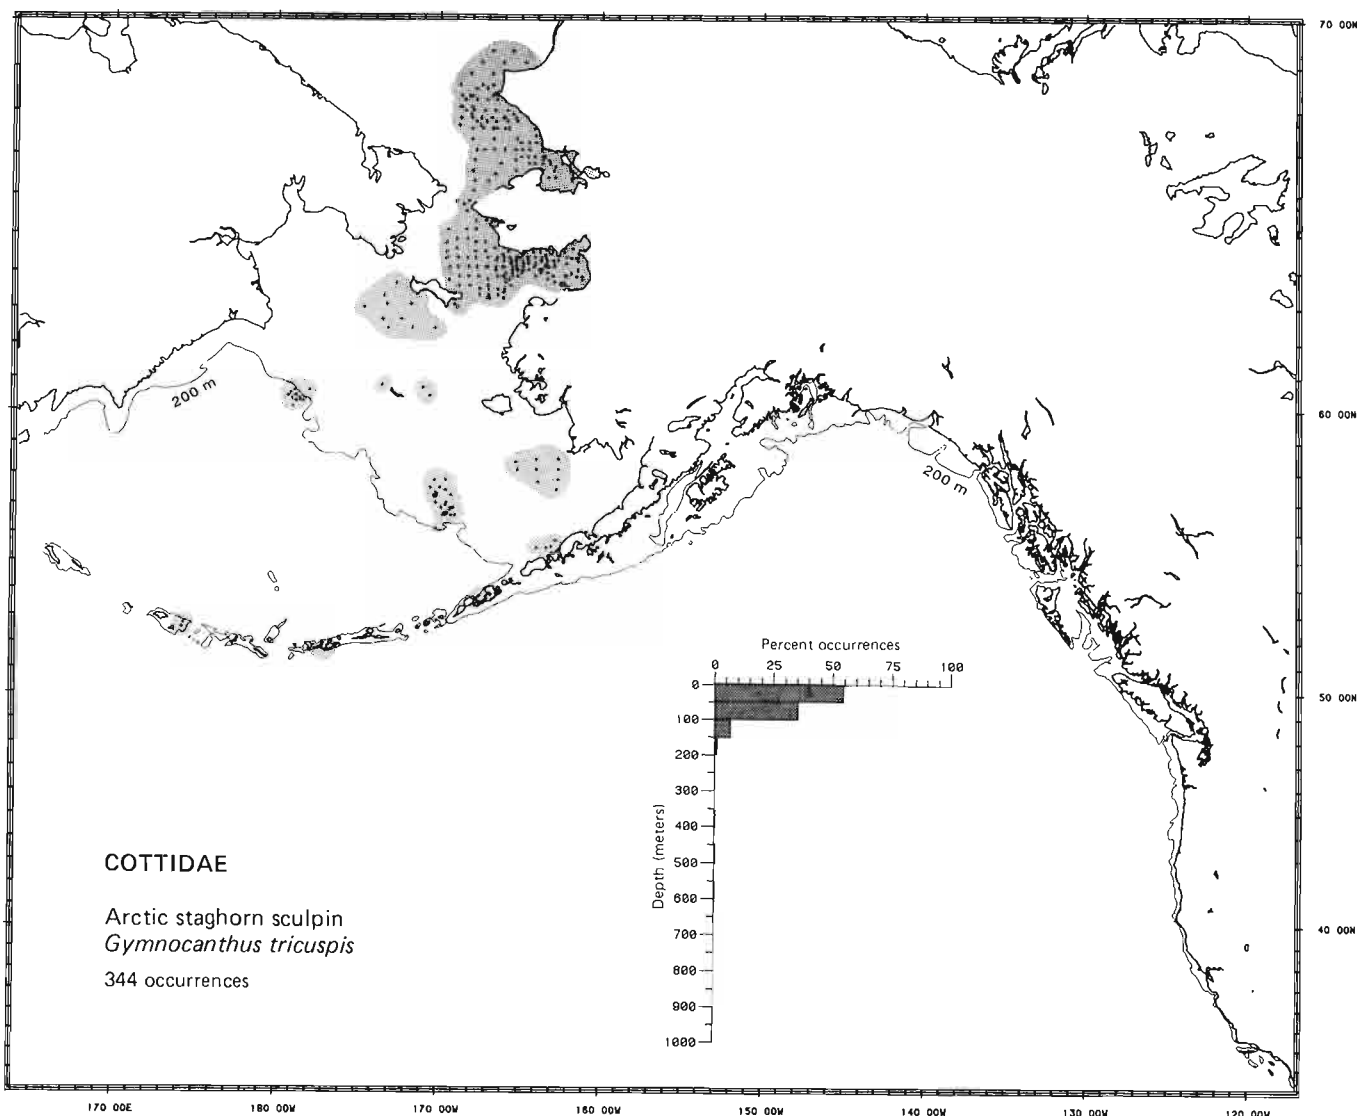 70 00N
200 m
60 00N
200 m
Percent occurrences
0 25 50 75 100
0
100
200
300
400
500
600
700
800
900
1000
Depth (meters)
50 00N
40 00N
COTTIDAE
Arctic staghorn sculpin
Gymnocanthus tricuspis
344 occurrences
170 00E 180 00W 170 00W 160 00W 150 00W 140 00W 130 00W 120 00W